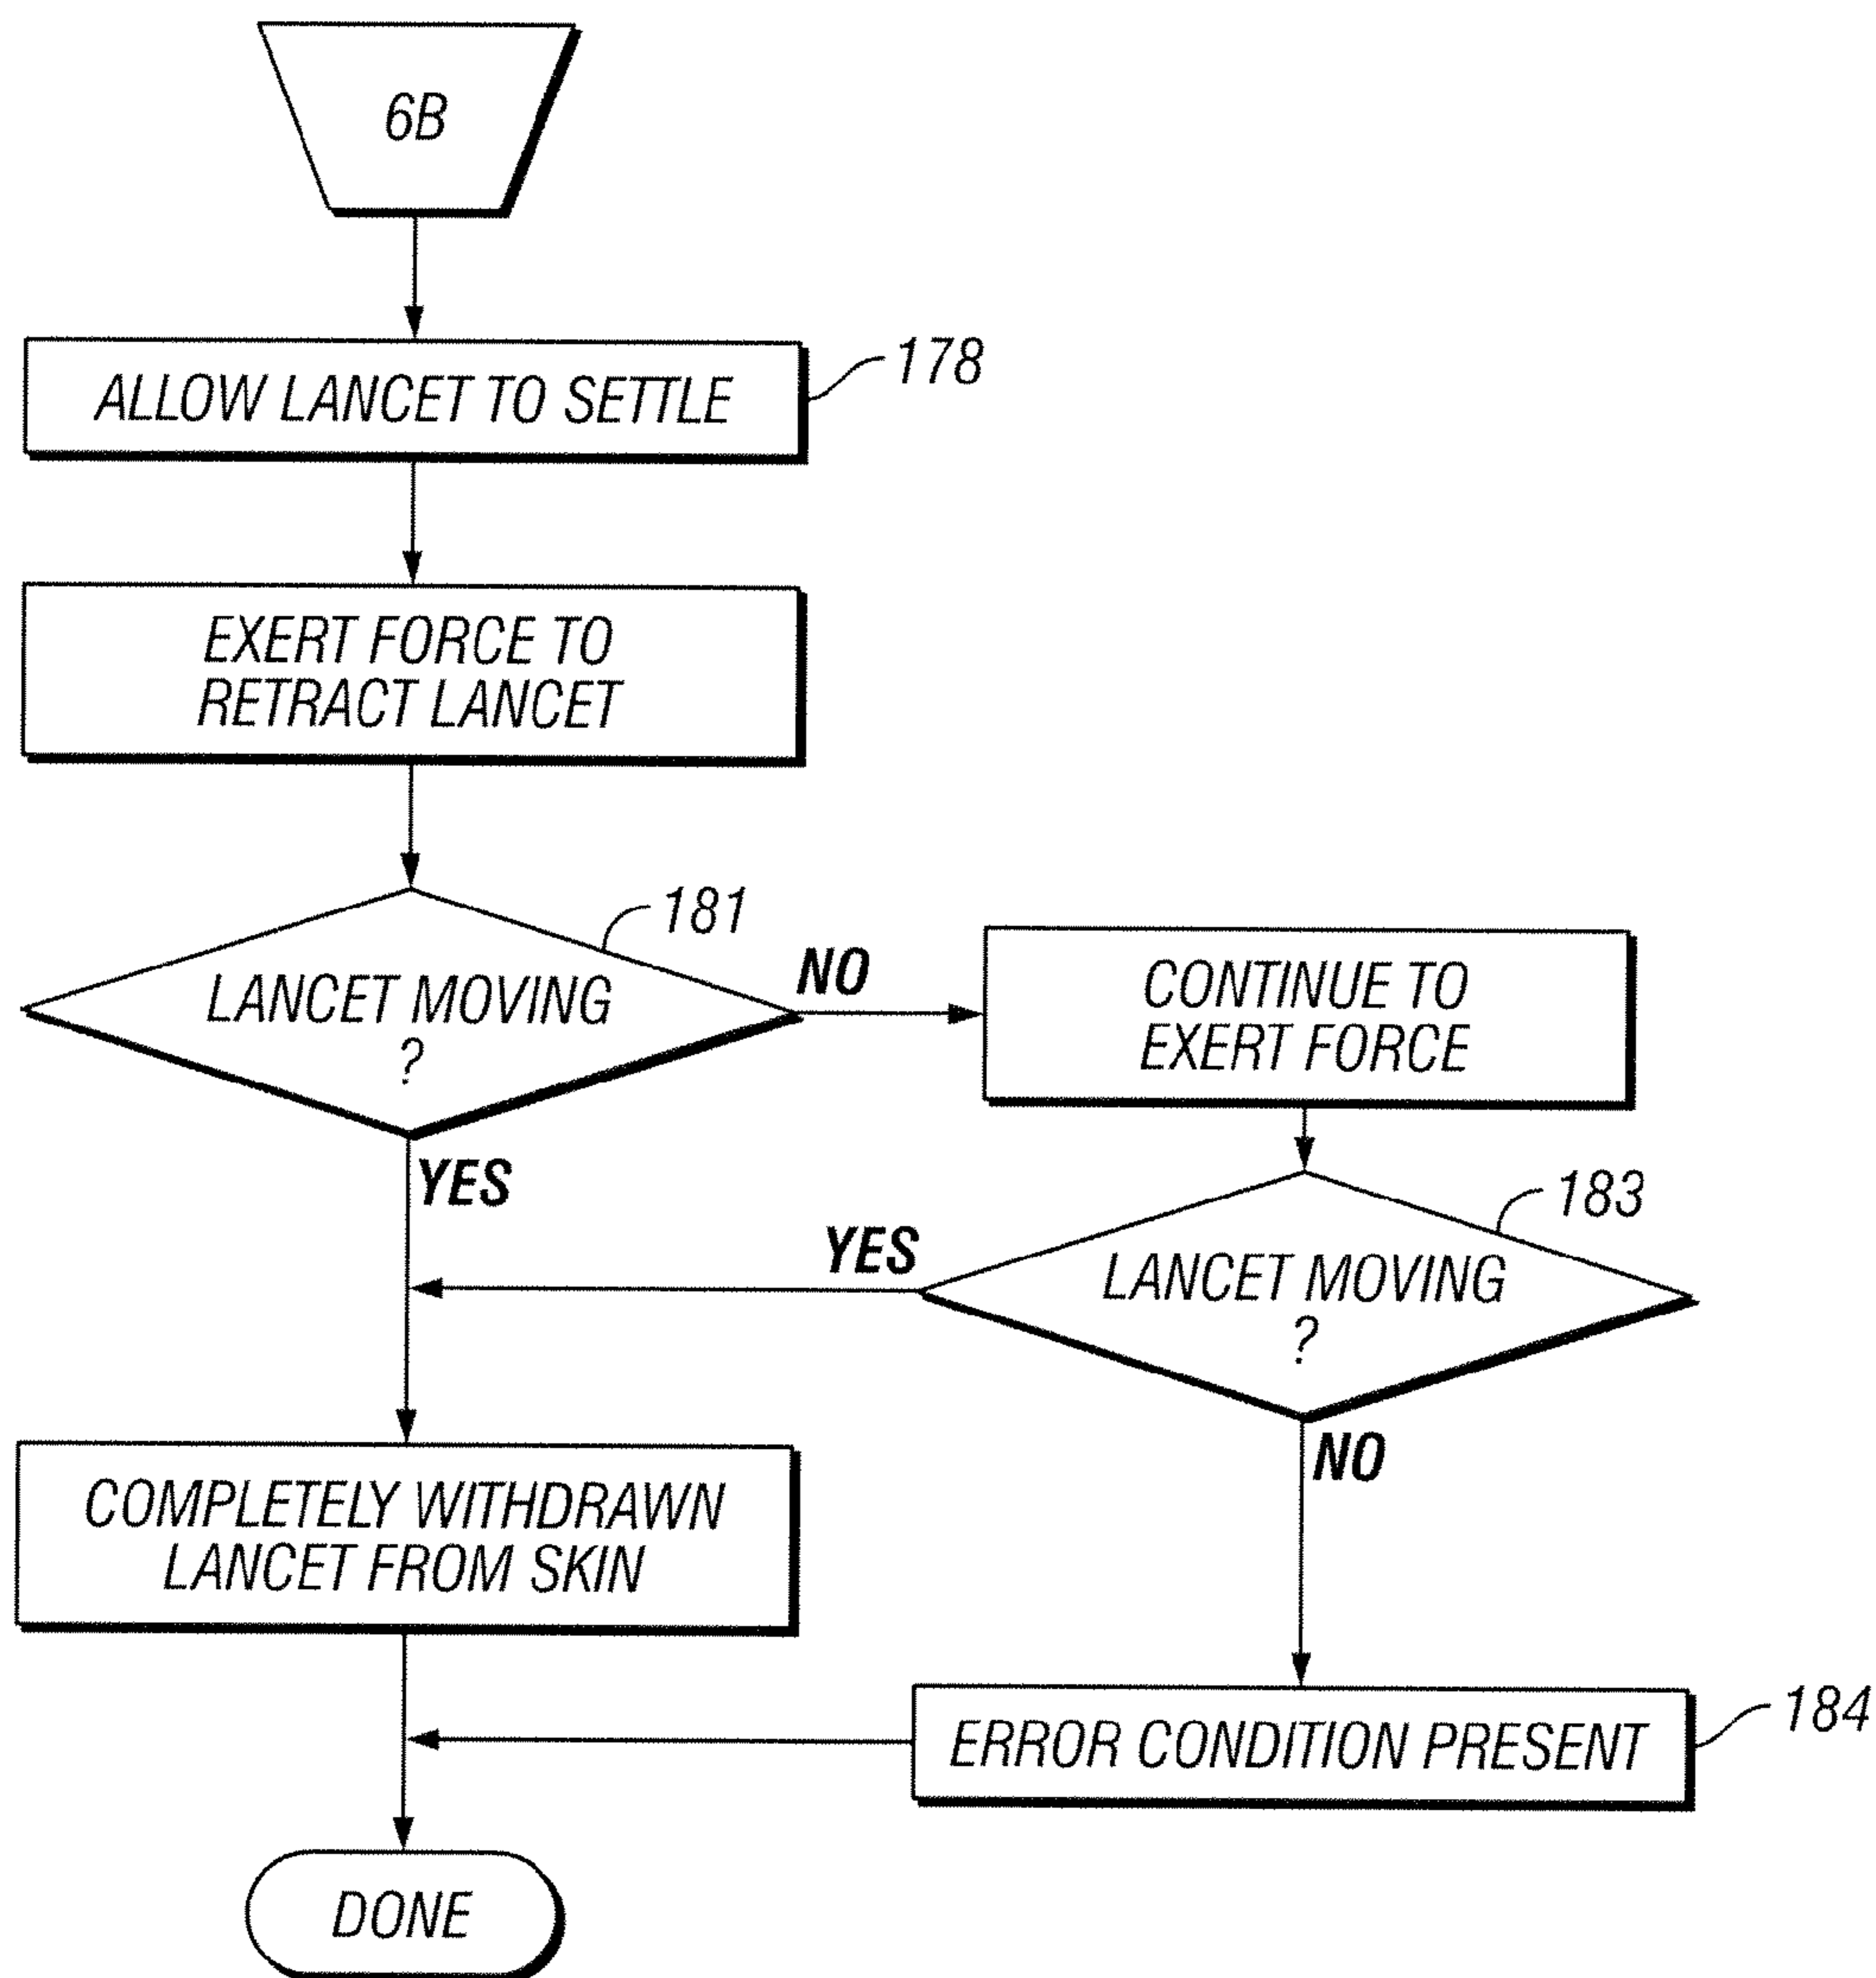 6B
ALLOW LANCET TO SETTLE
178
EXERT FORCE TO
RETRACT LANCET
181
LANCET MOVING
?
NO
CONTINUE TO
EXERT FORCE
YES
183
YES
LANCET MOVING
?
NO
COMPLETELY WITHDRAWN
LANCET FROM SKIN
ERROR CONDITION PRESENT
184
DONE